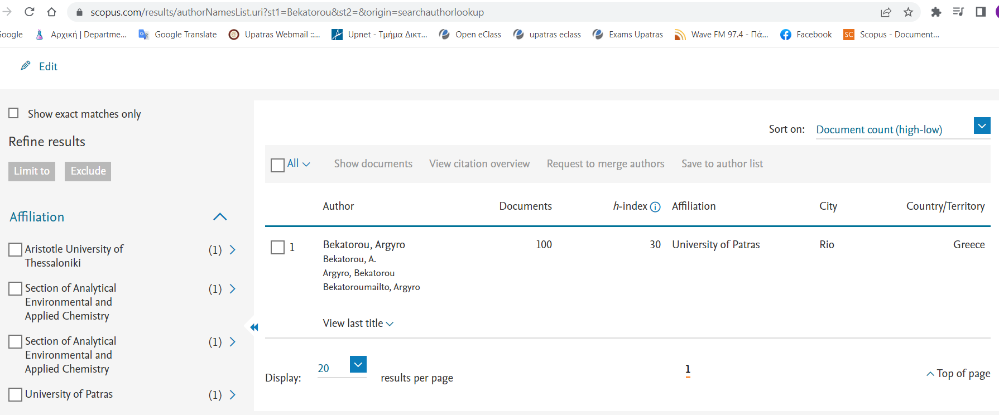 scopus.com/results/authorNamesList.uri?st1=Bekatorou&st2=&origin=searchauthorlookup
Google Αρχική | Departme... Google Translate Upatras Webmail ::... Upnet - Τμήμα Δικτ... Open eClass upatras eclass Exams Upatras Wave FM 97.4 - Πά... Facebook SC Scopus - Document...
Edit
Show exact matches only
Refine results
Limit to Exclude
Affiliation
Aristotle University of
Thessaloniki
(1)
Section of Analytical
Environmental and
Applied Chemistry
(1)
Section of Analytical
Environmental and
Applied Chemistry
(1)
University of Patras
(1)
Sort on: Document count (high-low)
All Show documents View citation overview Request to merge authors Save to author list
Author Documents h-index Affiliation City Country/Territory
1 Bekatorou, Argyro 100 30 University of Patras Rio Greece
Bekatorou, A.
Argyro, Bekatorou
Bekatoroumailto, Argyro
View last title
Display: 20 results per page
1
Top of page